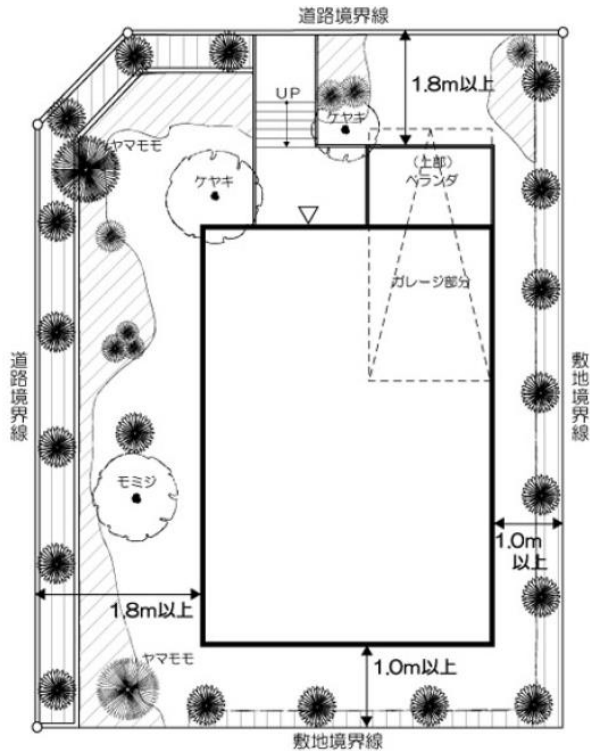 道路境界線
1.8m以上
UP
ケヤキ
ヤマモモ
ケヤキ
（上部）
ベランダ
ガレージ部分
道路境界線
敷地境界線
モミジ
1.0m
以上
1.8m以上
ヤマモモ
1.0m以上
敷地境界線